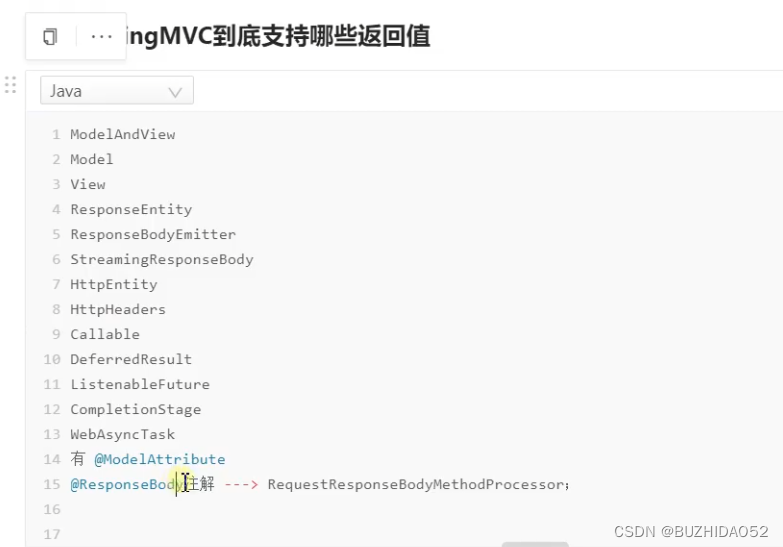 ingMVC到底支持哪些返回值
Java
1 ModelAndView
2 Model
3 View
4 ResponseEntity
5 ResponseBodyEmitter
6 StreamingResponseBody
7 HttpEntity
8 HttpHeaders
9 Callable
10 DeferredResult
11 ListenableFuture
12 CompletionStage
13 WebAsyncTask
14 有 @ModelAttribute
15 @ResponseBody注解 ---> RequestResponseBodyMethodProcessor;
16
17
CSDN @BUZHIDAO52